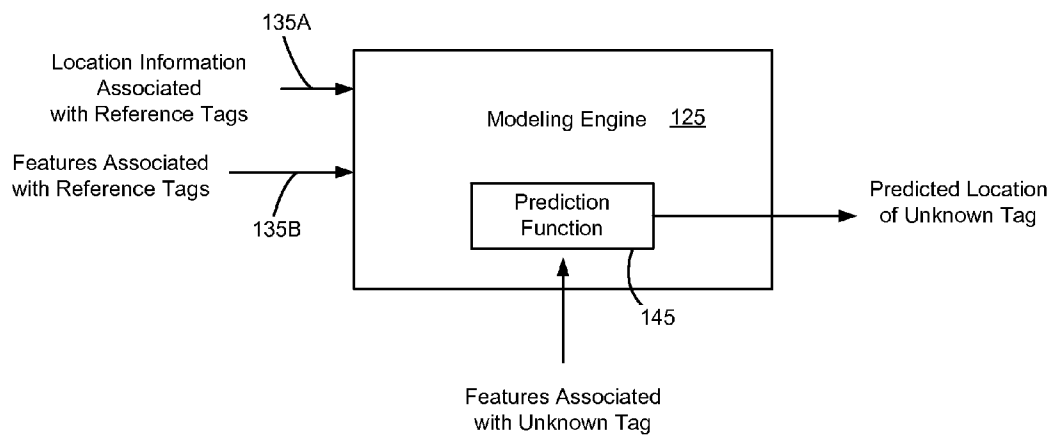 135A
Location Information
Associated
with Reference Tags
Features Associated
with Reference Tags
135B
Modeling Engine 125
Prediction
Function
145
Predicted Location
of Unknown Tag
Features Associated
with Unknown Tag